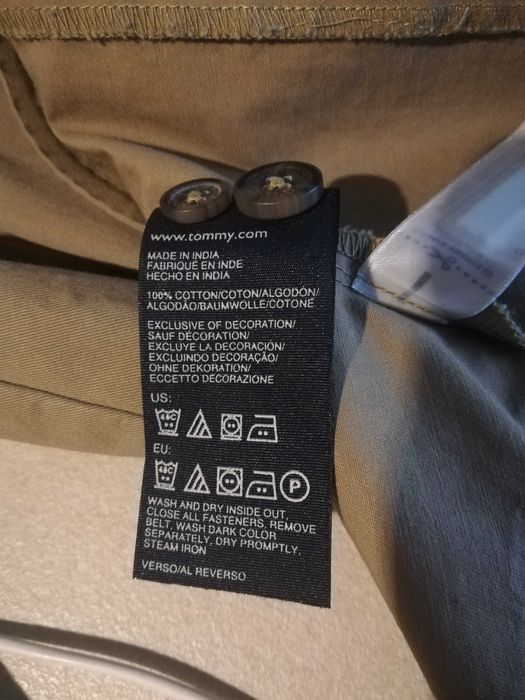 www.tommy.com
MADE IN INDIA
FABRIQUÉ EN INDE
HECHO EN INDIA
100% COTTON/COTON/ALGODÓN/
ALGODÃO/BAUMWOLLE/COTONE
EXCLUSIVE OF DECORATION/
SAUF DÉCORATION/
EXCLUYE LA DECORACIÓN/
EXCLUINDO DECORAÇÃO/
OHNE DEKORATION/
ECCETTO DECORAZIONE
US:
40C
EU:
40C
P
WASH AND DRY INSIDE OUT,
CLOSE ALL FASTENERS, REMOVE
BELT, WASH DARK COLOR
SEPARATELY, DRY PROMPTLY,
STEAM IRON
VERSO/AL REVERSO